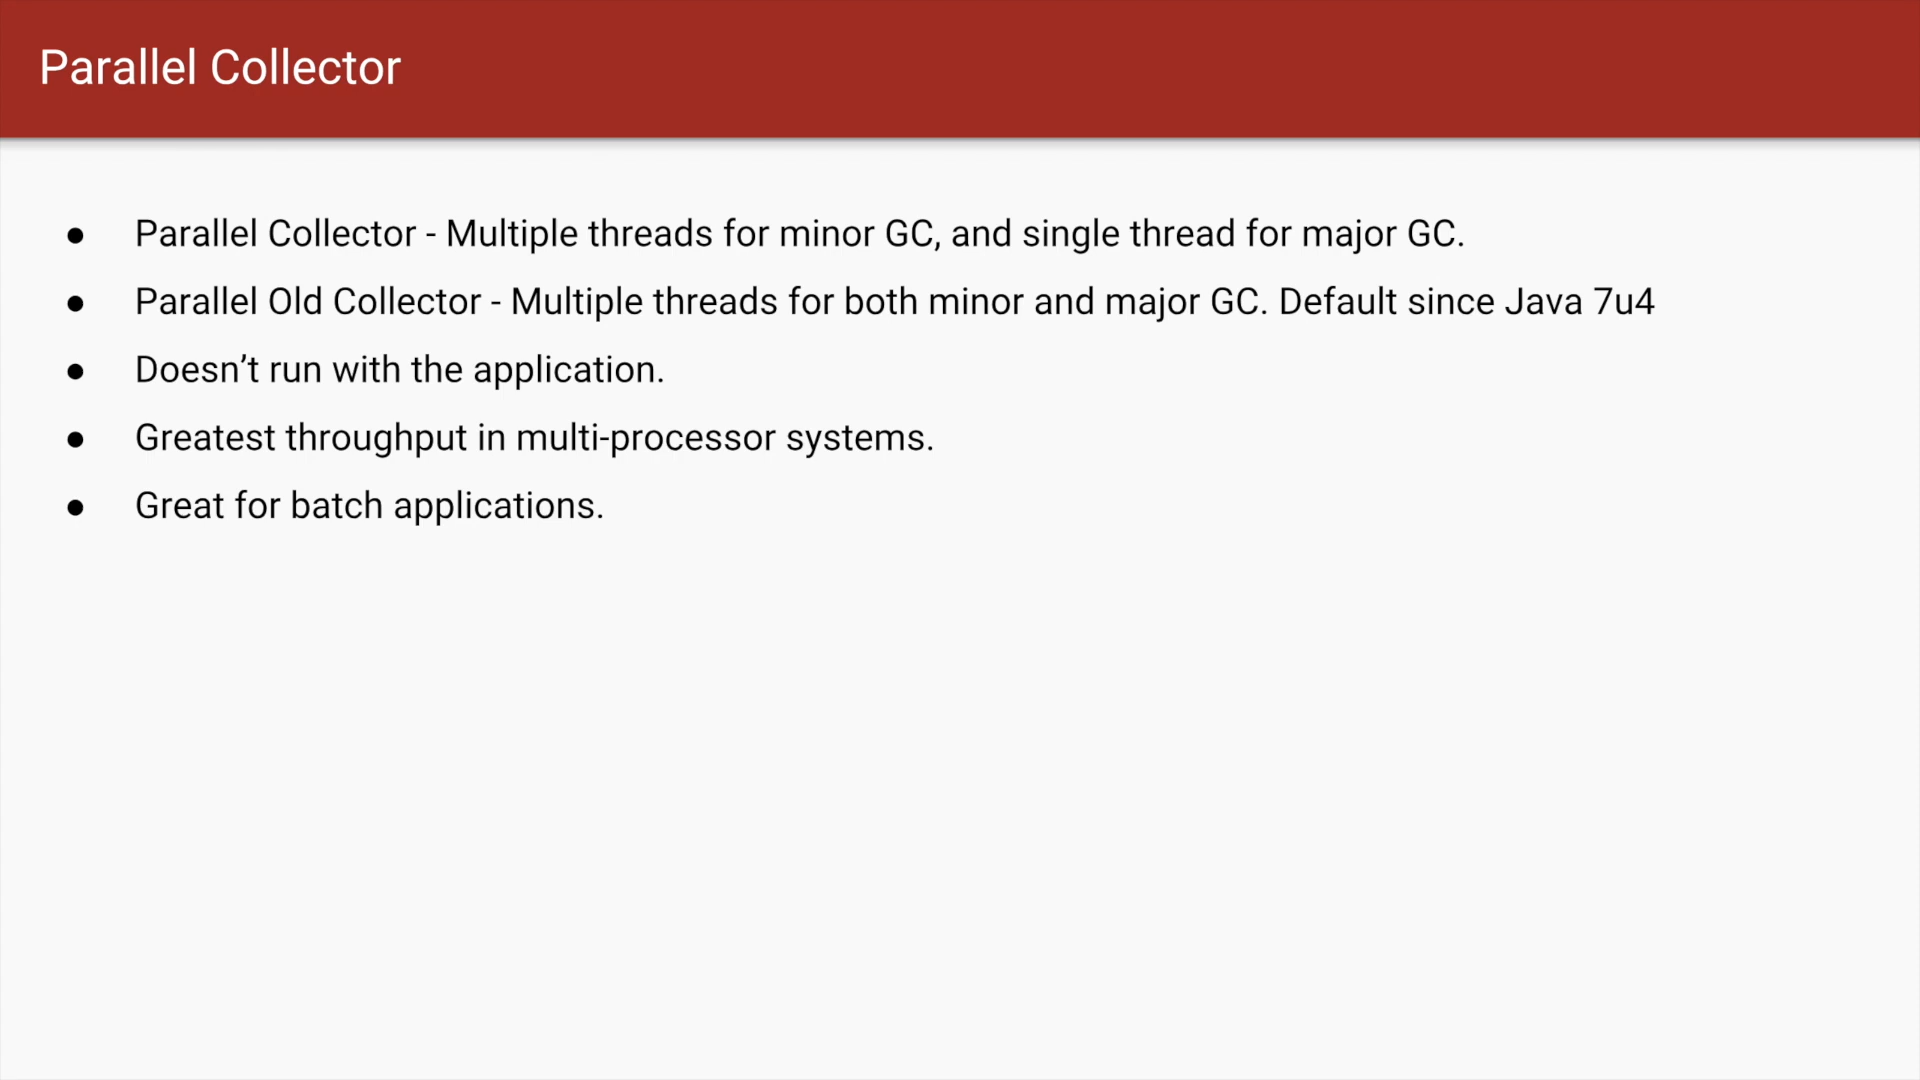 Parallel Collector
● Parallel Collector - Multiple threads for minor GC, and single thread for major GC.
● Parallel Old Collector - Multiple threads for both minor and major GC. Default since Java 7u4
● Doesn’t run with the application.
● Greatest throughput in multi-processor systems.
● Great for batch applications.